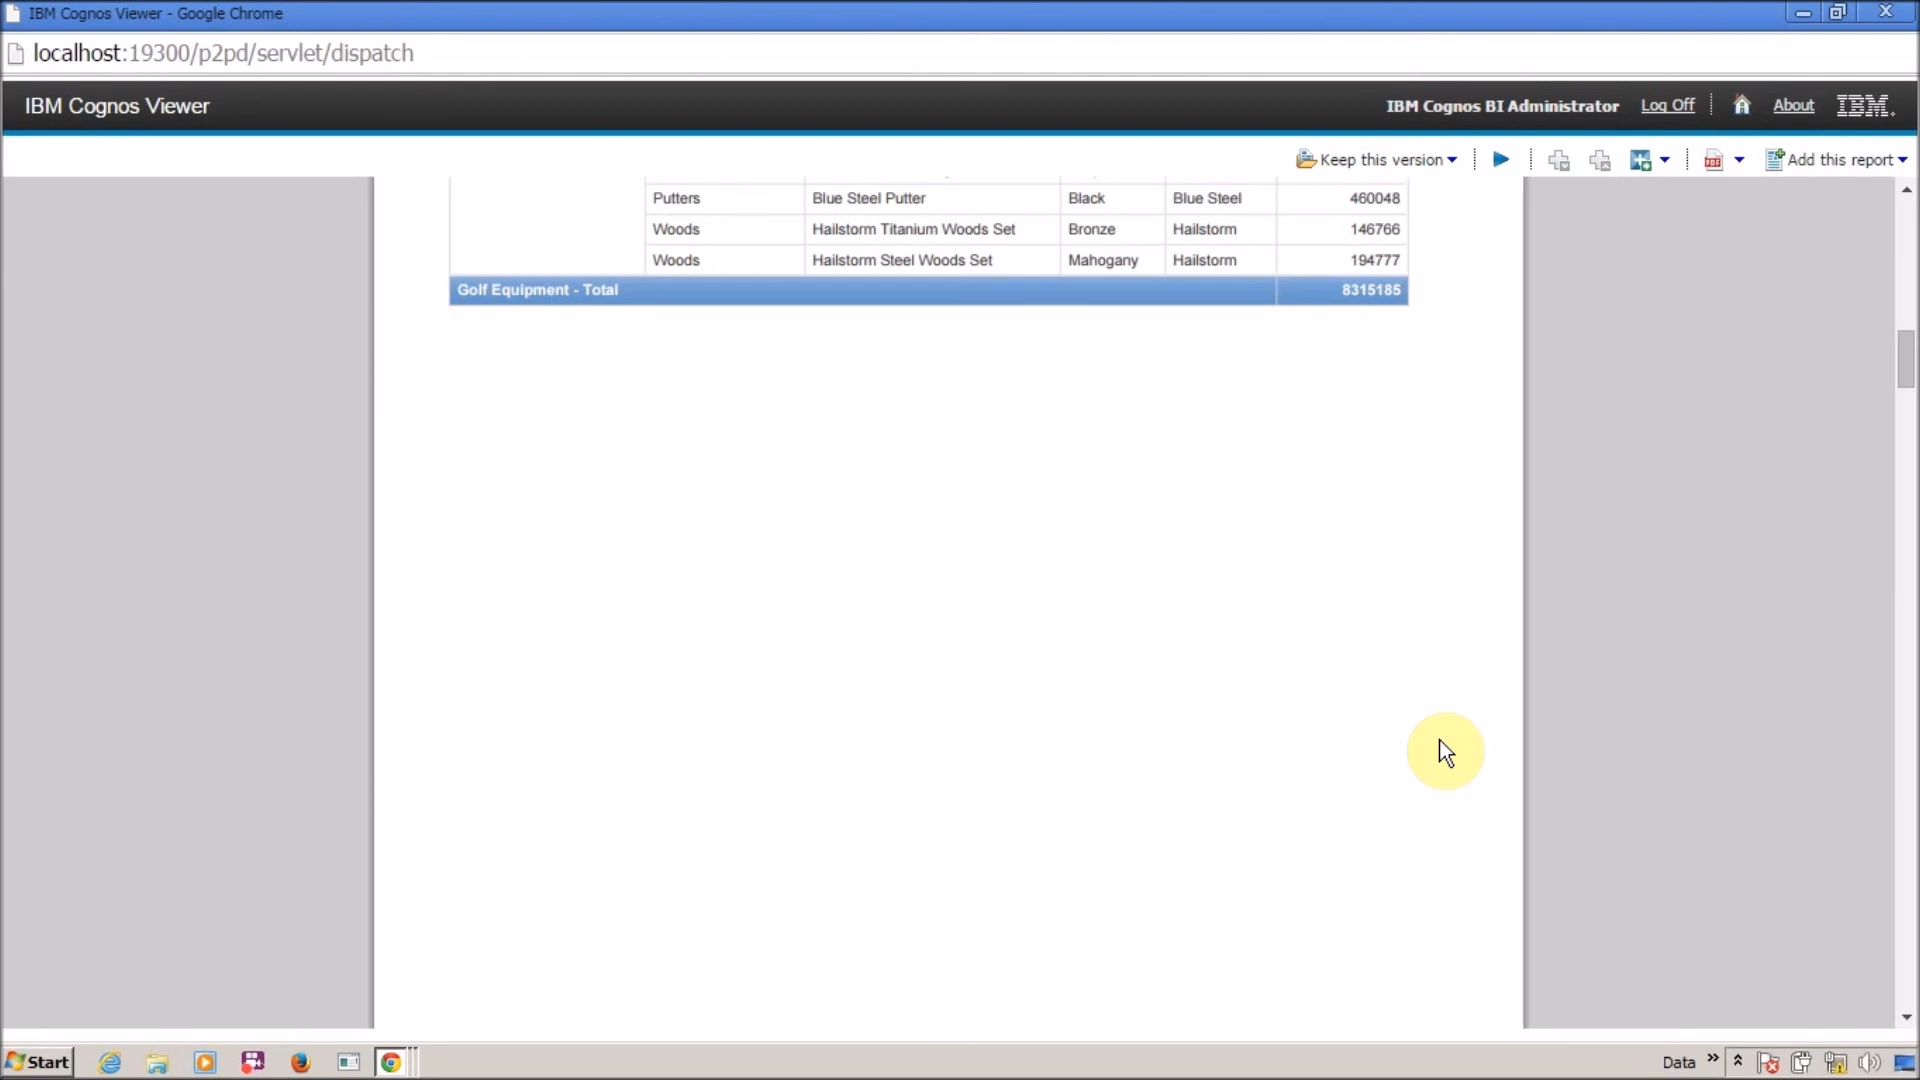 IBM Cognos Viewer - Google Chrome
localhost:19300/p2pd/servlet/dispatch
IBM Cognos Viewer IBM Cognos BI Administrator Log Off About IBM.
Keep this version PDF Add this report
Putters Blue Steel Putter Black Blue Steel 460048
Woods Hailstorm Titanium Woods Set Bronze Hailstorm 146766
Woods Hailstorm Steel Woods Set Mahogany Hailstorm 194777
Golf Equipment - Total 8315185
Start Data